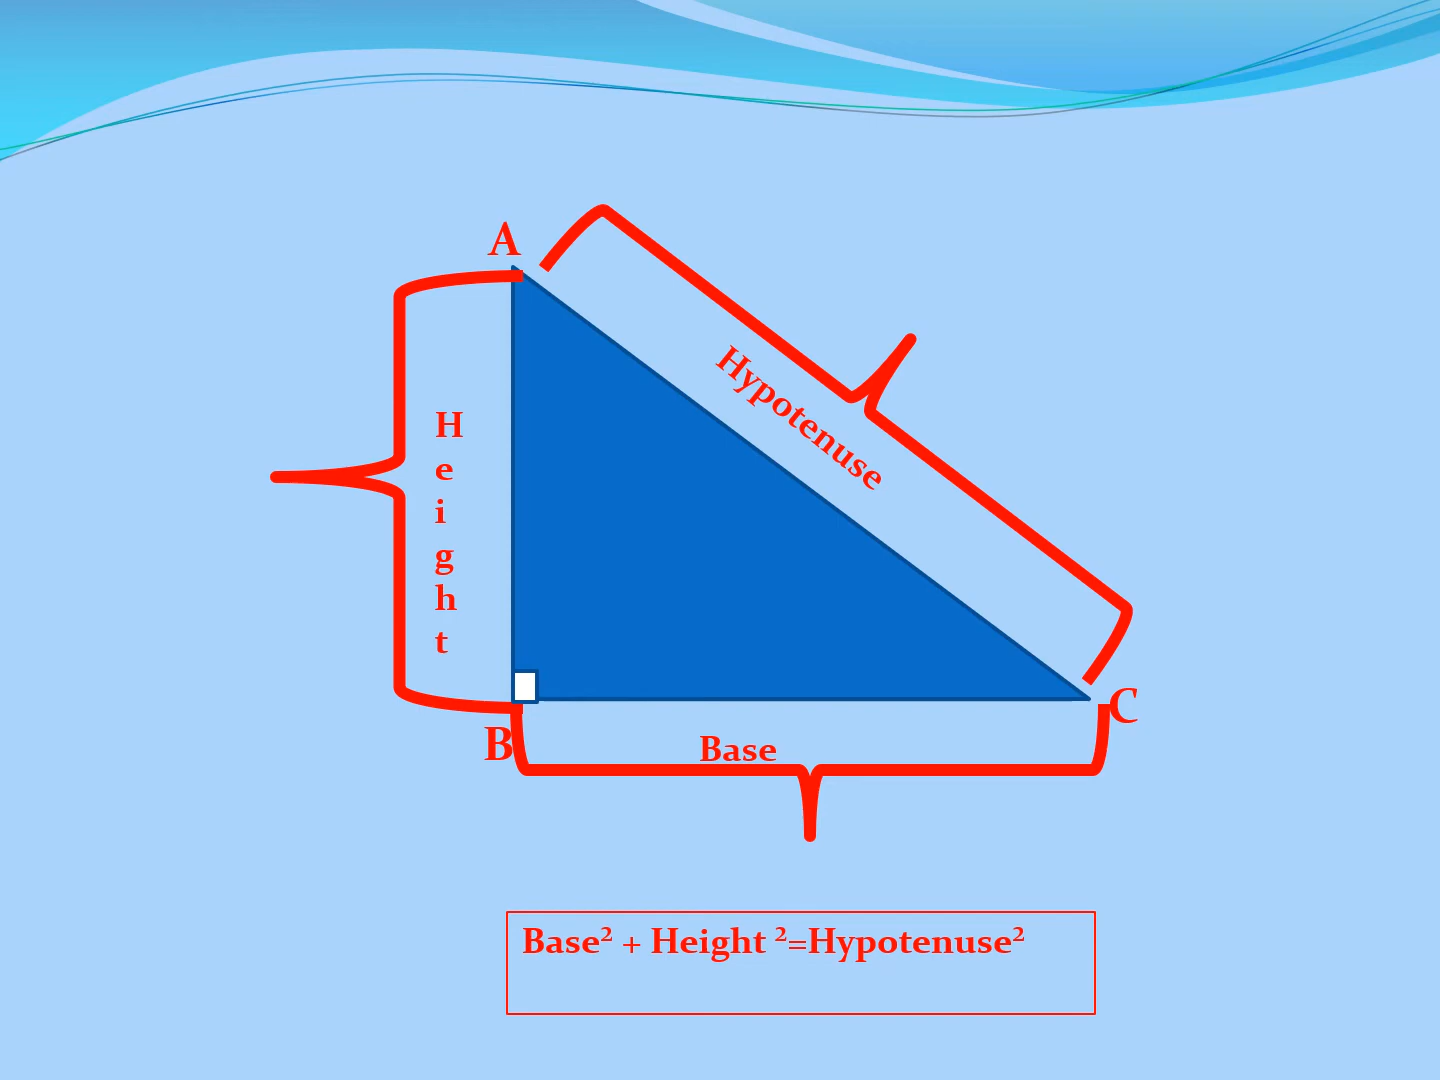 A
Hypotenuse
H
e
i
g
h
t
C
B
Base
Base² + Height ²=Hypotenuse²